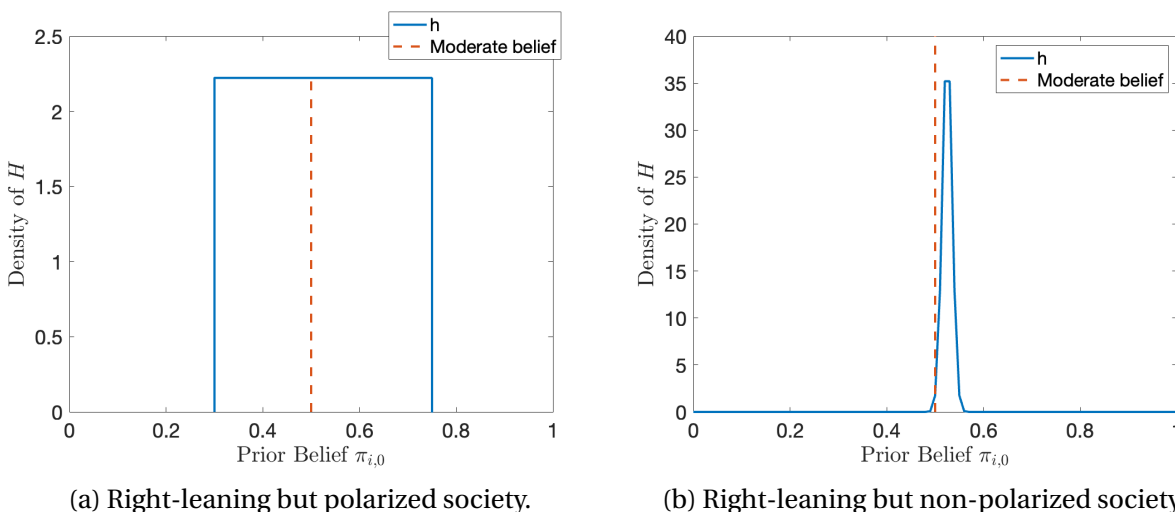 h
Moderate belief
2.5
2
1.5
1
0.5
0
Density of H
0 0.2 0.4 0.6 0.8 1
Prior Belief π_{i,0}
(a) Right-leaning but polarized society.
h
Moderate belief
40
35
30
25
20
15
10
5
0
Density of H
0 0.2 0.4 0.6 0.8 1
Prior Belief π_{i,0}
(b) Right-leaning but non-polarized society